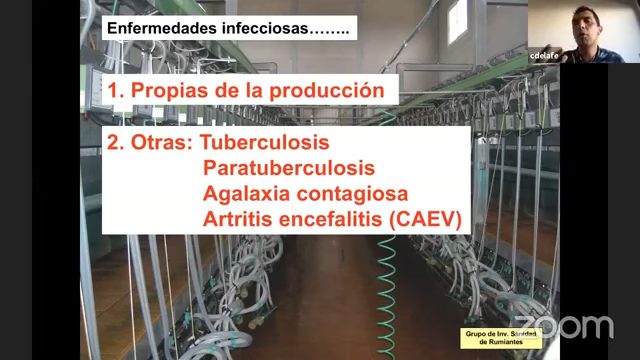 Enfermedades infecciosas……..
cdelafe
1. Propias de la producción
2. Otras: Tuberculosis
Paratuberculosis
Agalaxia contagiosa
Artritis encefalitis (CAEV)
Grupo de Inv. Sanidad
de Rumiantes
zoom